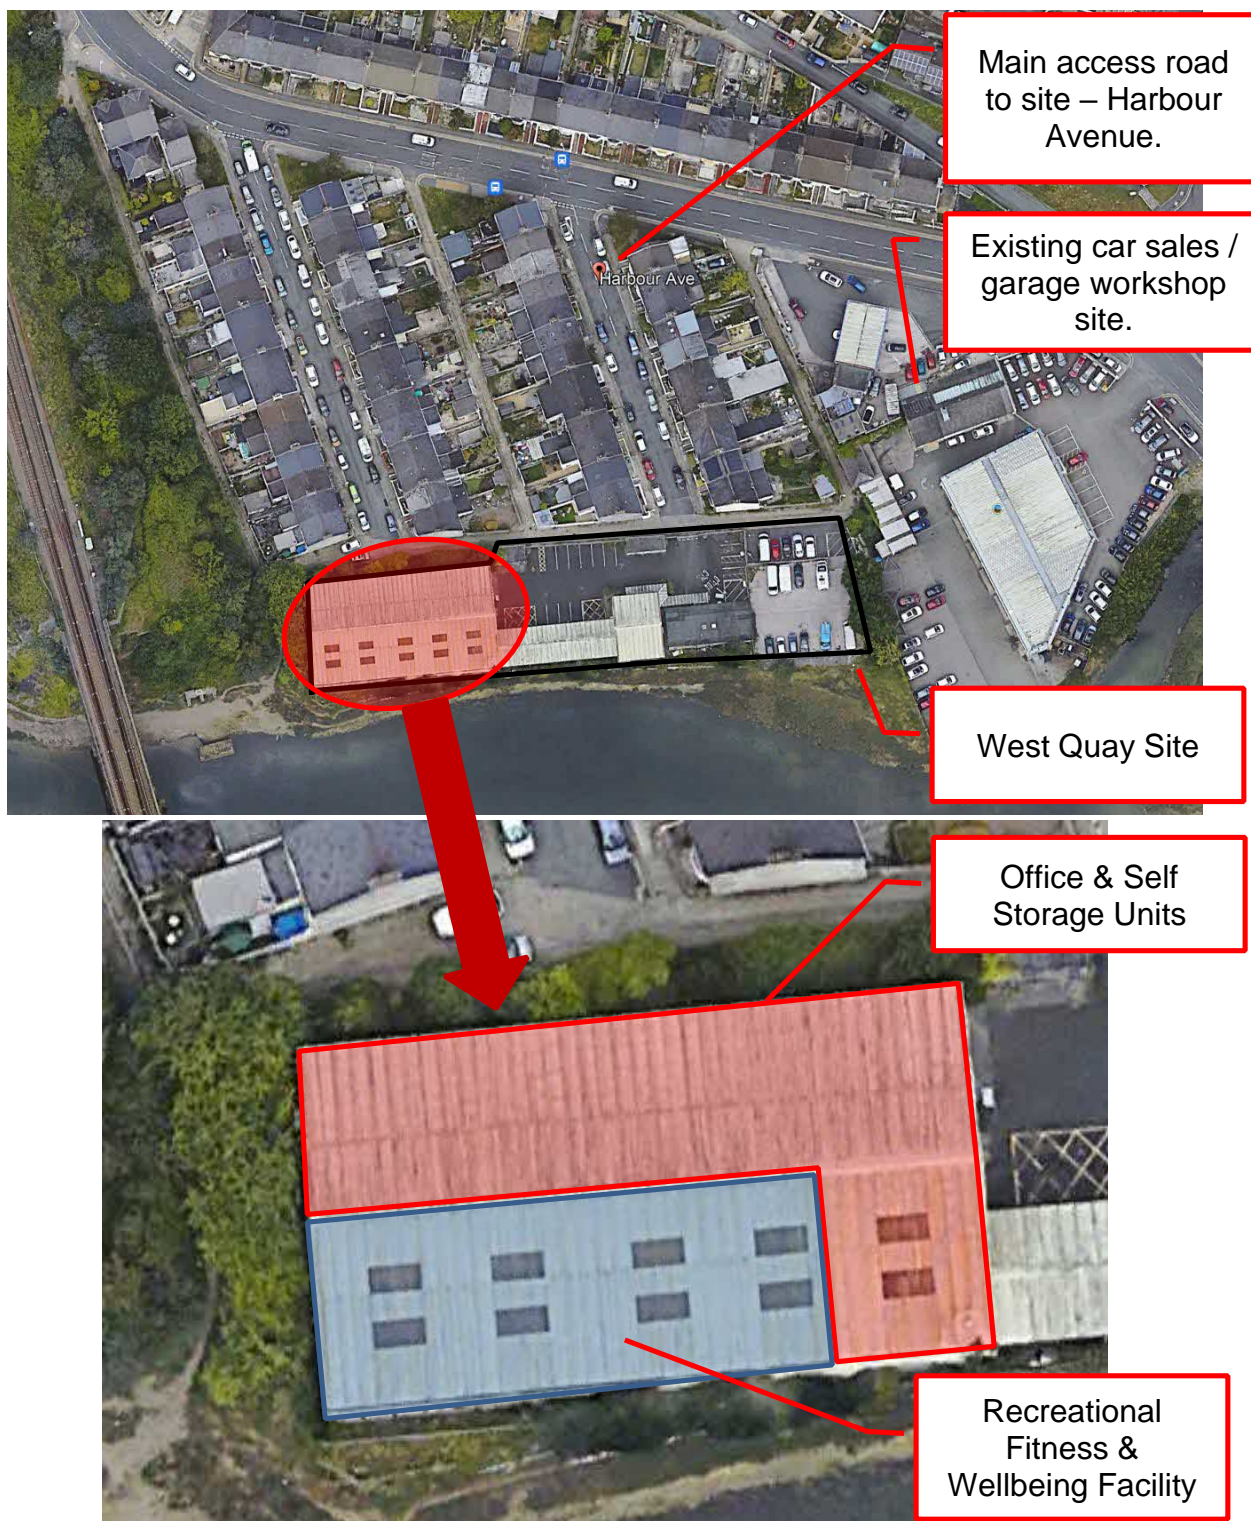 Main access road
to site – Harbour
Avenue.
Existing car sales /
garage workshop
site.
Harbour Ave
West Quay Site
Office & Self
Storage Units
Recreational
Fitness &
Wellbeing Facility